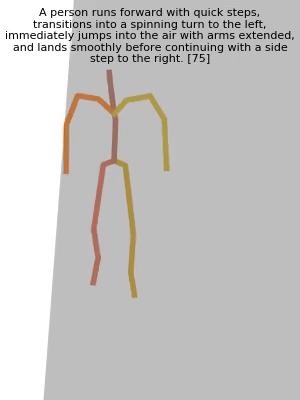 A person runs forward with quick steps,
transitions into a spinning turn to the left,
immediately jumps into the air with arms extended,
and lands smoothly before continuing with a side
step to the right. [75]